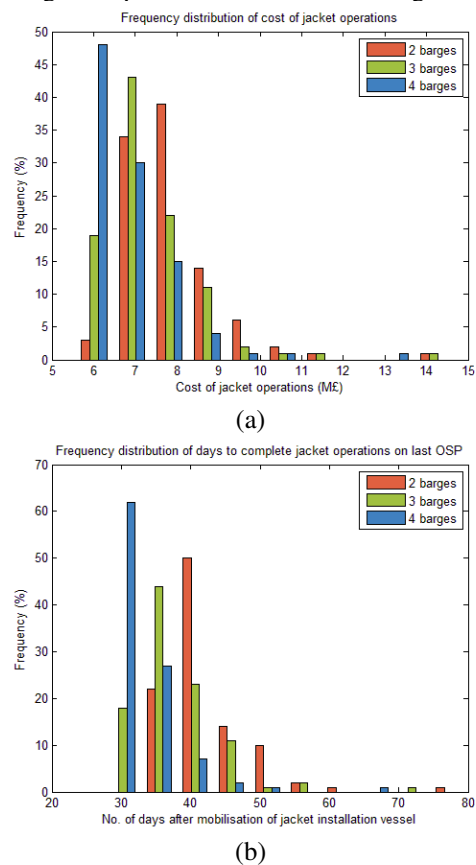 Frequency distribution of cost of jacket operations
50
45
40
35
30
25
20
15
10
5
0
Frequency (%)
2 barges
3 barges
4 barges
5 6 7 8 9 10 11 12 13 14 15
Cost of jacket operations (M£)
(a)
Frequency distribution of days to complete jacket operations on last OSP
70
60
50
40
30
20
10
0
Frequency (%)
2 barges
3 barges
4 barges
20 30 40 50 60 70 80
No. of days after mobilisation of jacket installation vessel
(b)